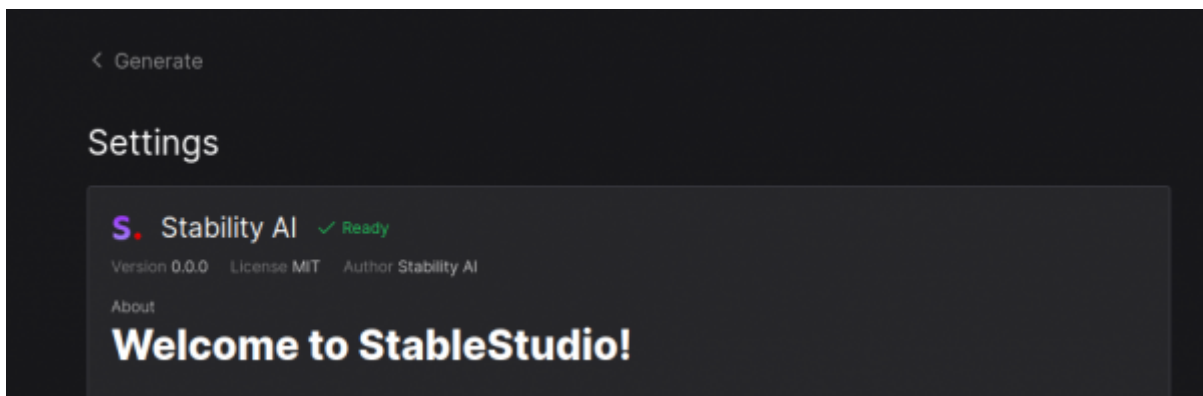 Generate
Settings
S. Stability AI Ready
Version 0.0.0 License MIT Author Stability AI
About
Welcome to StableStudio!